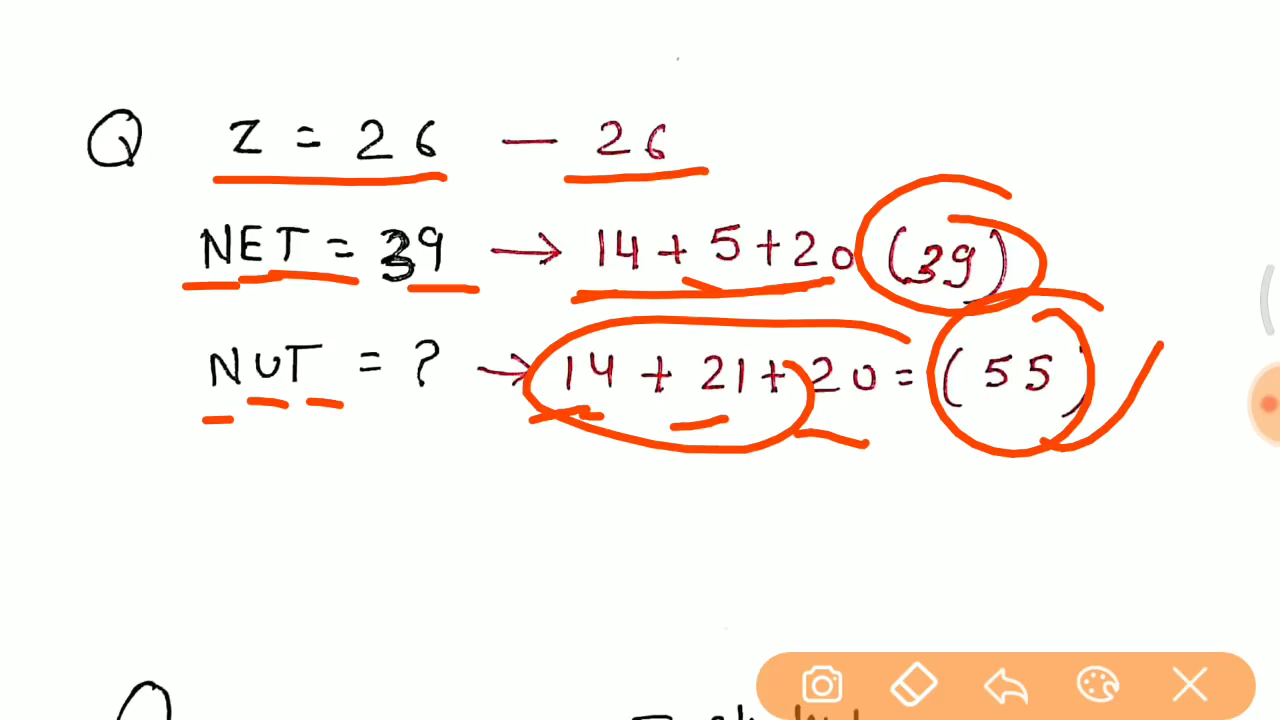 Q Z = 26 — 26
NET = 39 → 14 + 5 + 20 (39)
NUT = ? → 14 + 21 + 20 = (55)
Q